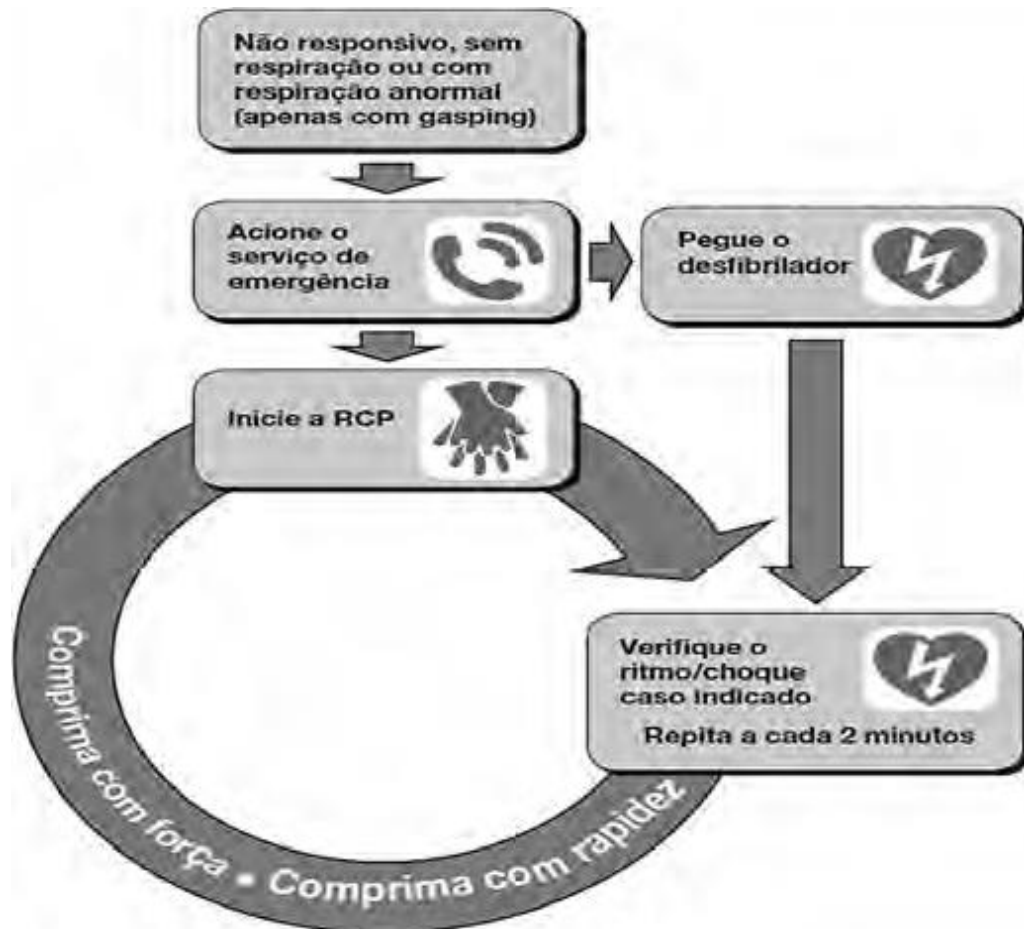 Não responsivo, sem
respiração ou com
respiração anormal
(apenas com gasping)
Acione o
serviço de
emergência
Pegue o
desfibrilador
Inicie a RCP
Verifique o
ritmo/choque
caso indicado
Repita a cada 2 minutos
Comprima com força • Comprima com rapidez